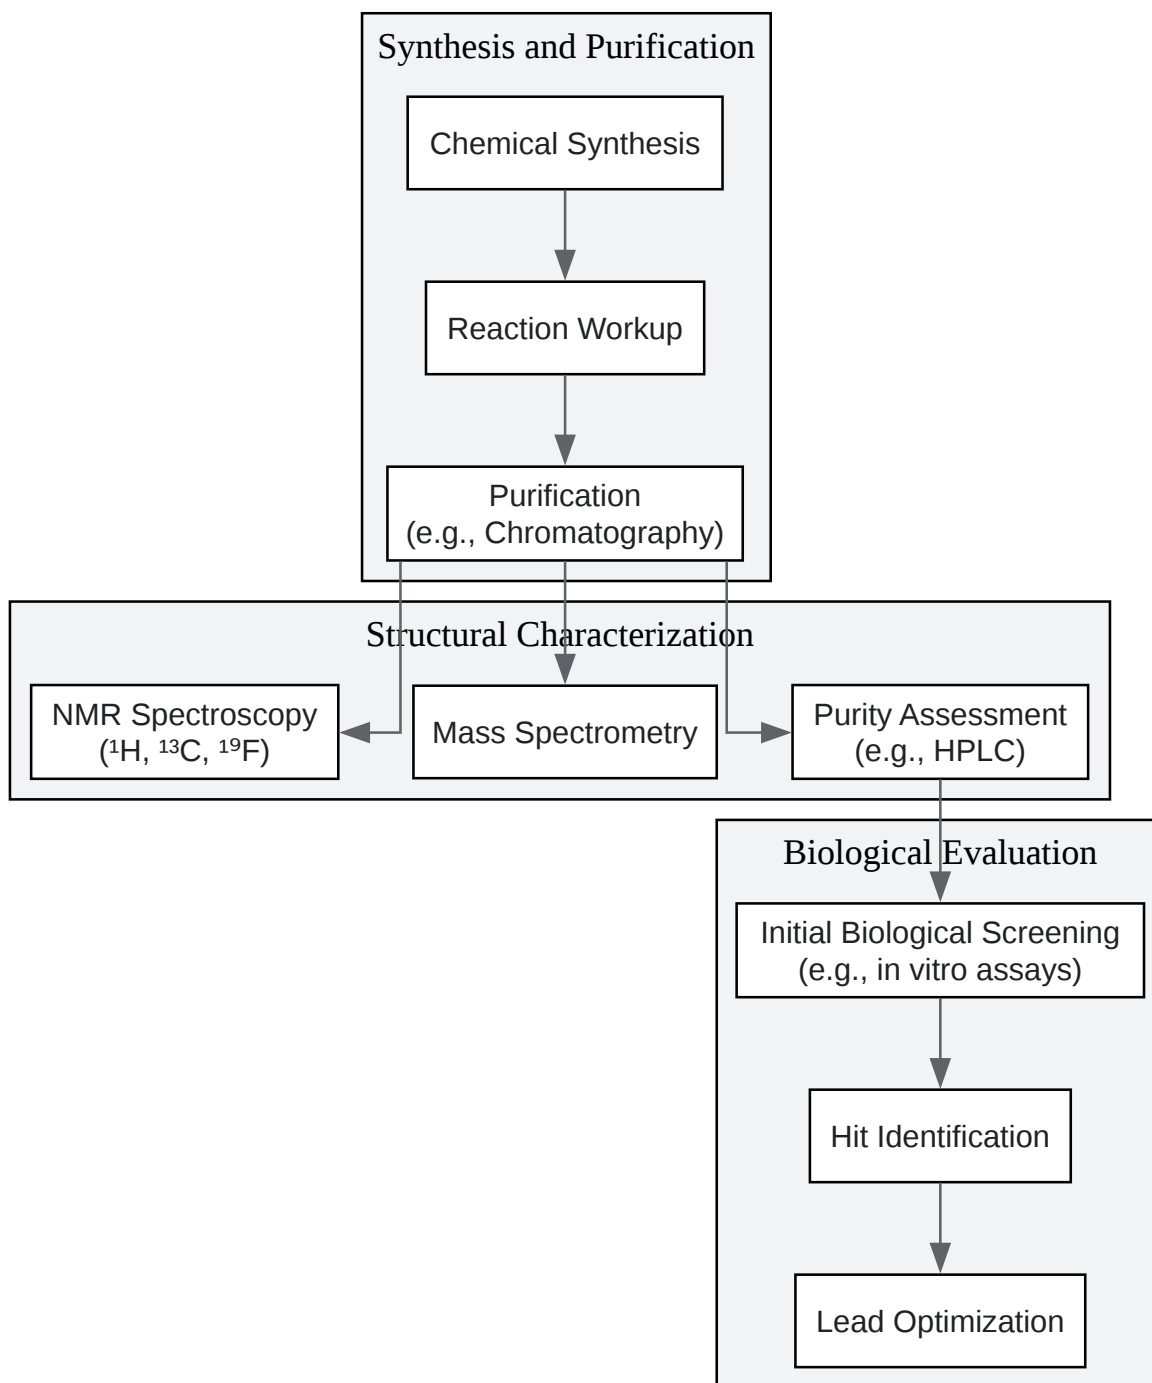 Synthesis and Purification
Chemical Synthesis
Reaction Workup
Purification
(e.g., Chromatography)
Structural Characterization
NMR Spectroscopy
(¹H, ¹³C, ¹⁹F)
Mass Spectrometry
Purity Assessment
(e.g., HPLC)
Biological Evaluation
Initial Biological Screening
(e.g., in vitro assays)
Hit Identification
Lead Optimization